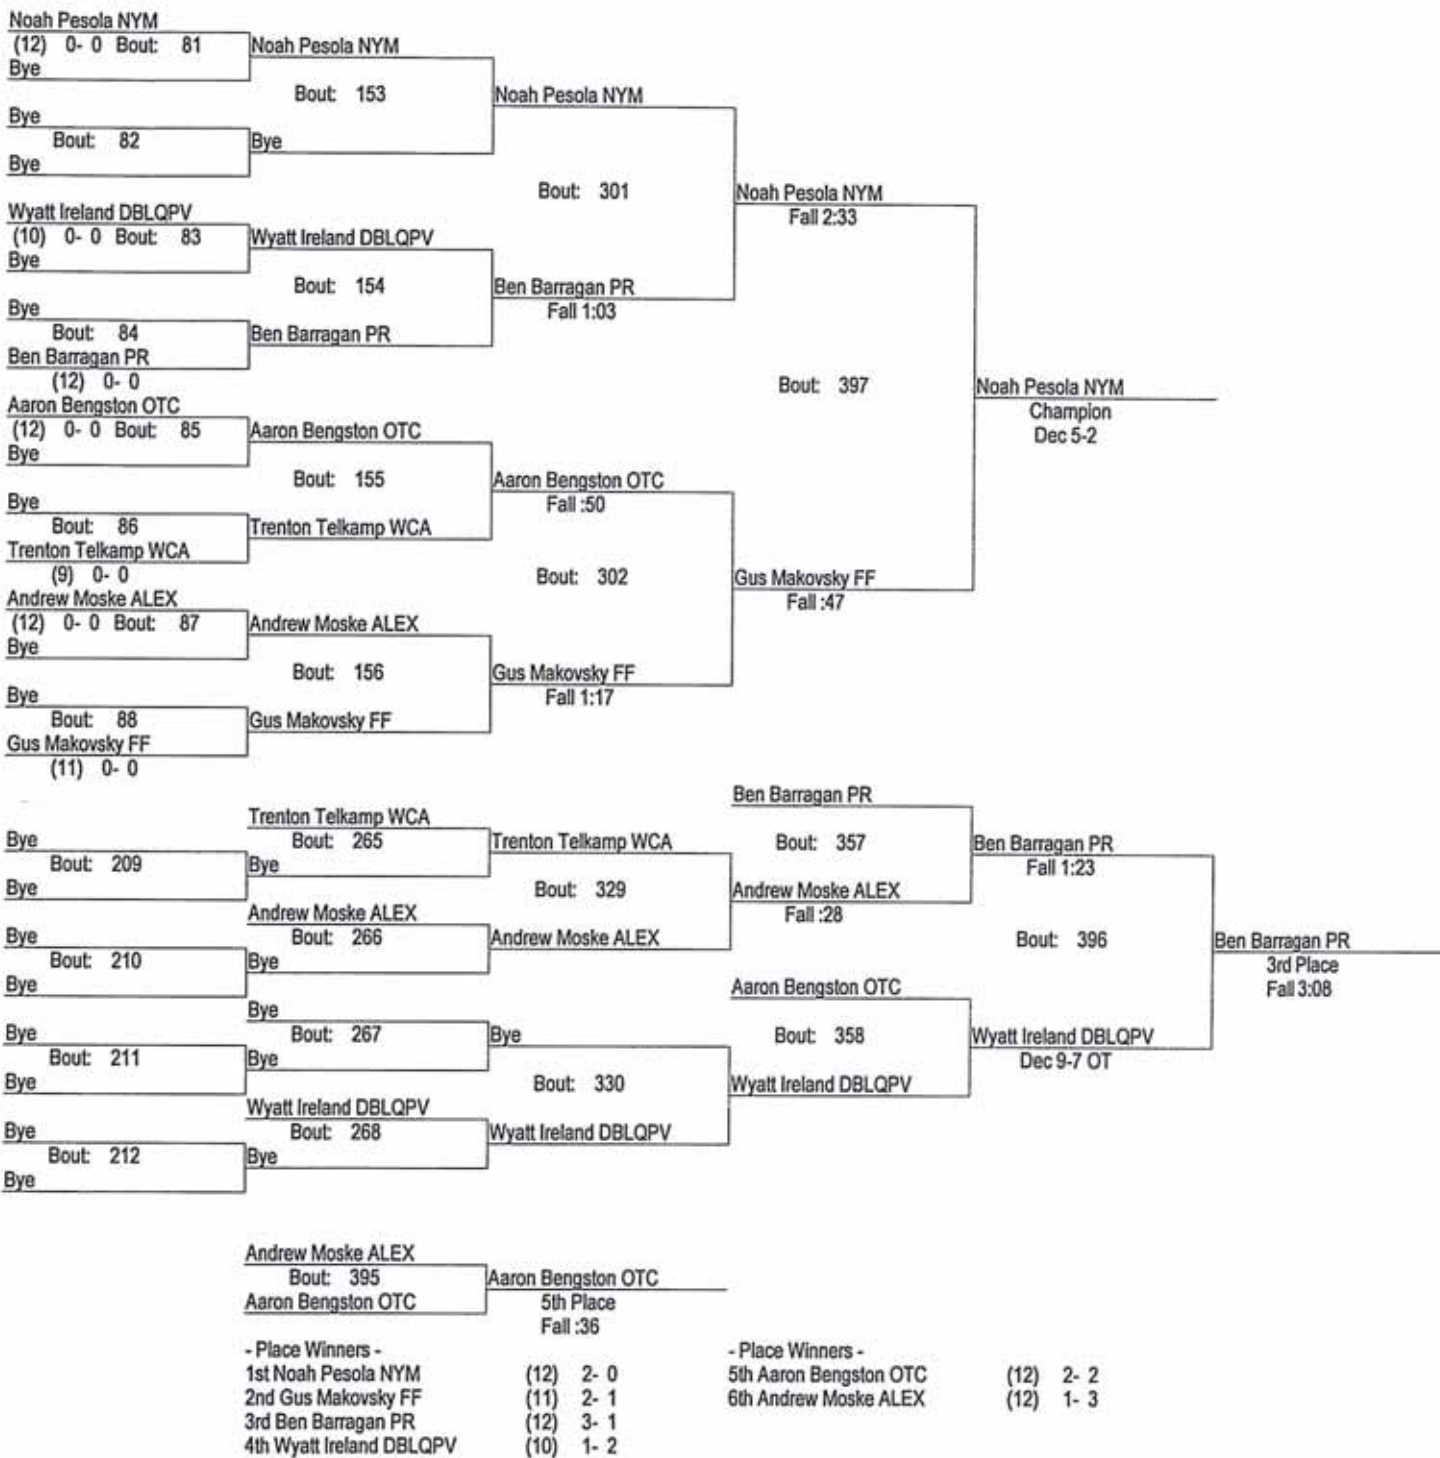 Noah Pesola NYM
(12) 0- 0 Bout: 81
Bye
Noah Pesola NYM
Bout: 153
Noah Pesola NYM
Bye
Bout: 82
Bye
Bye
Bout: 301
Noah Pesola NYM
Fall 2:33
Wyatt Ireland DBLQPV
(10) 0- 0 Bout: 83
Bye
Wyatt Ireland DBLQPV
Bout: 154
Ben Barragan PR
Fall 1:03
Bye
Bout: 84
Ben Barragan PR
(12) 0- 0
Ben Barragan PR
Bout: 397
Noah Pesola NYM
Champion
Dec 5-2
Aaron Bengston OTC
(12) 0- 0 Bout: 85
Bye
Aaron Bengston OTC
Bout: 155
Aaron Bengston OTC
Fall :50
Bye
Bout: 86
Trenton Telkamp WCA
(9) 0- 0
Trenton Telkamp WCA
Bout: 302
Gus Makovsky FF
Fall :47
Andrew Moske ALEX
(12) 0- 0 Bout: 87
Bye
Andrew Moske ALEX
Bout: 156
Gus Makovsky FF
Fall 1:17
Bye
Bout: 88
Gus Makovsky FF
(11) 0- 0
Gus Makovsky FF
Bye
Bout: 209
Bye
Trenton Telkamp WCA
Bout: 265
Bye
Trenton Telkamp WCA
Bout: 329
Ben Barragan PR
Bout: 357
Andrew Moske ALEX
Fall :28
Ben Barragan PR
Fall 1:23
Bye
Bout: 210
Bye
Andrew Moske ALEX
Bout: 266
Bye
Andrew Moske ALEX
Bout: 396
Ben Barragan PR
3rd Place
Fall 3:08
Bye
Bout: 211
Bye
Bye
Bout: 267
Bye
Bye
Bout: 330
Aaron Bengston OTC
Bout: 358
Wyatt Ireland DBLQPV
Wyatt Ireland DBLQPV
Dec 9-7 OT
Bye
Bout: 212
Bye
Wyatt Ireland DBLQPV
Bout: 268
Bye
Wyatt Ireland DBLQPV
Andrew Moske ALEX
Bout: 395
Aaron Bengston OTC
Aaron Bengston OTC
5th Place
Fall :36
- Place Winners -
1st Noah Pesola NYM (12) 2- 0
2nd Gus Makovsky FF (11) 2- 1
3rd Ben Barragan PR (12) 3- 1
4th Wyatt Ireland DBLQPV (10) 1- 2
- Place Winners -
5th Aaron Bengston OTC (12) 2- 2
6th Andrew Moske ALEX (12) 1- 3